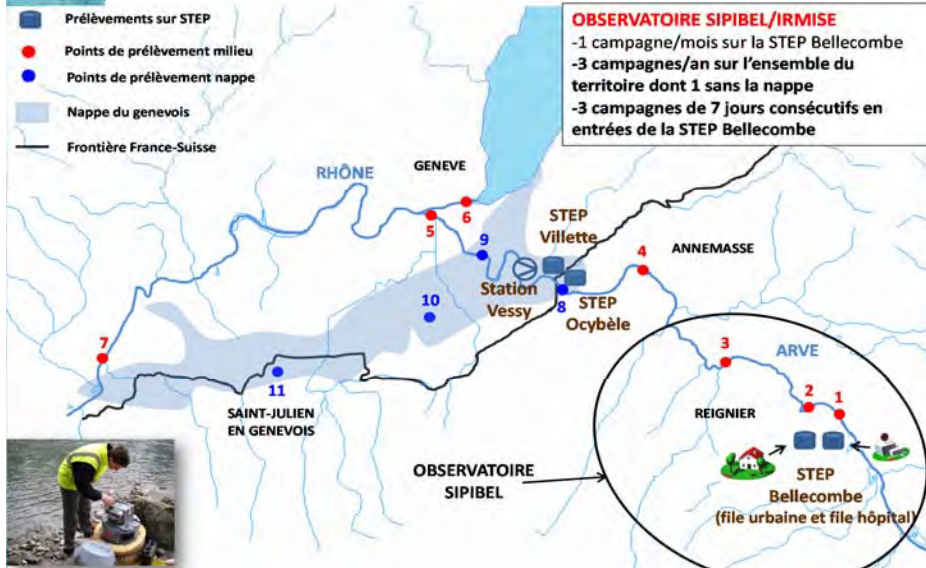 Prélèvements sur STEP
Points de prélèvement milieu
Points de prélèvement nappe
Nappe du genevois
Frontière France-Suisse
OBSERVATOIRE SIPIBEL/IRMISE
-1 campagne/mois sur la STEP Bellecombe
-3 campagnes/an sur l’ensemble du
territoire dont 1 sans la nappe
-3 campagnes de 7 jours consécutifs en
entrées de la STEP Bellecombe
GENEVE
RHÔNE
6
5
9
STEP
Villette
4
ANNEMASSE
Station
Vessy
8
STEP
Ocybèle
10
7
11
SAINT-JULIEN
EN GENEVOIS
3
ARVE
2
1
REIGNIER
OBSERVATOIRE
SIPIBEL
STEP
Bellecombe
(file urbaine et file hôpital)